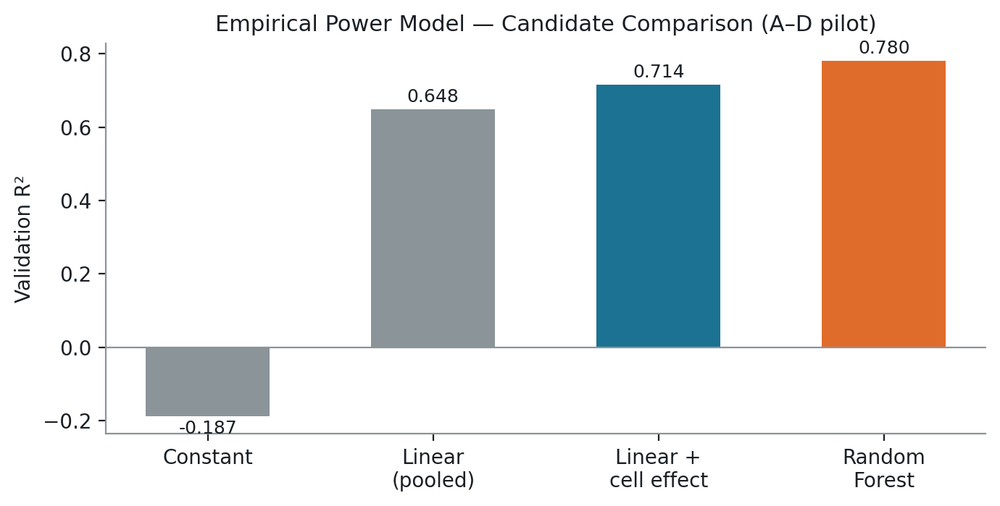 Empirical Power Model — Candidate Comparison (A–D pilot)
Validation R²
0.8
0.6
0.4
0.2
0.0
−0.2
-0.187
0.648
0.714
0.780
Constant
Linear
(pooled)
Linear +
cell effect
Random
Forest